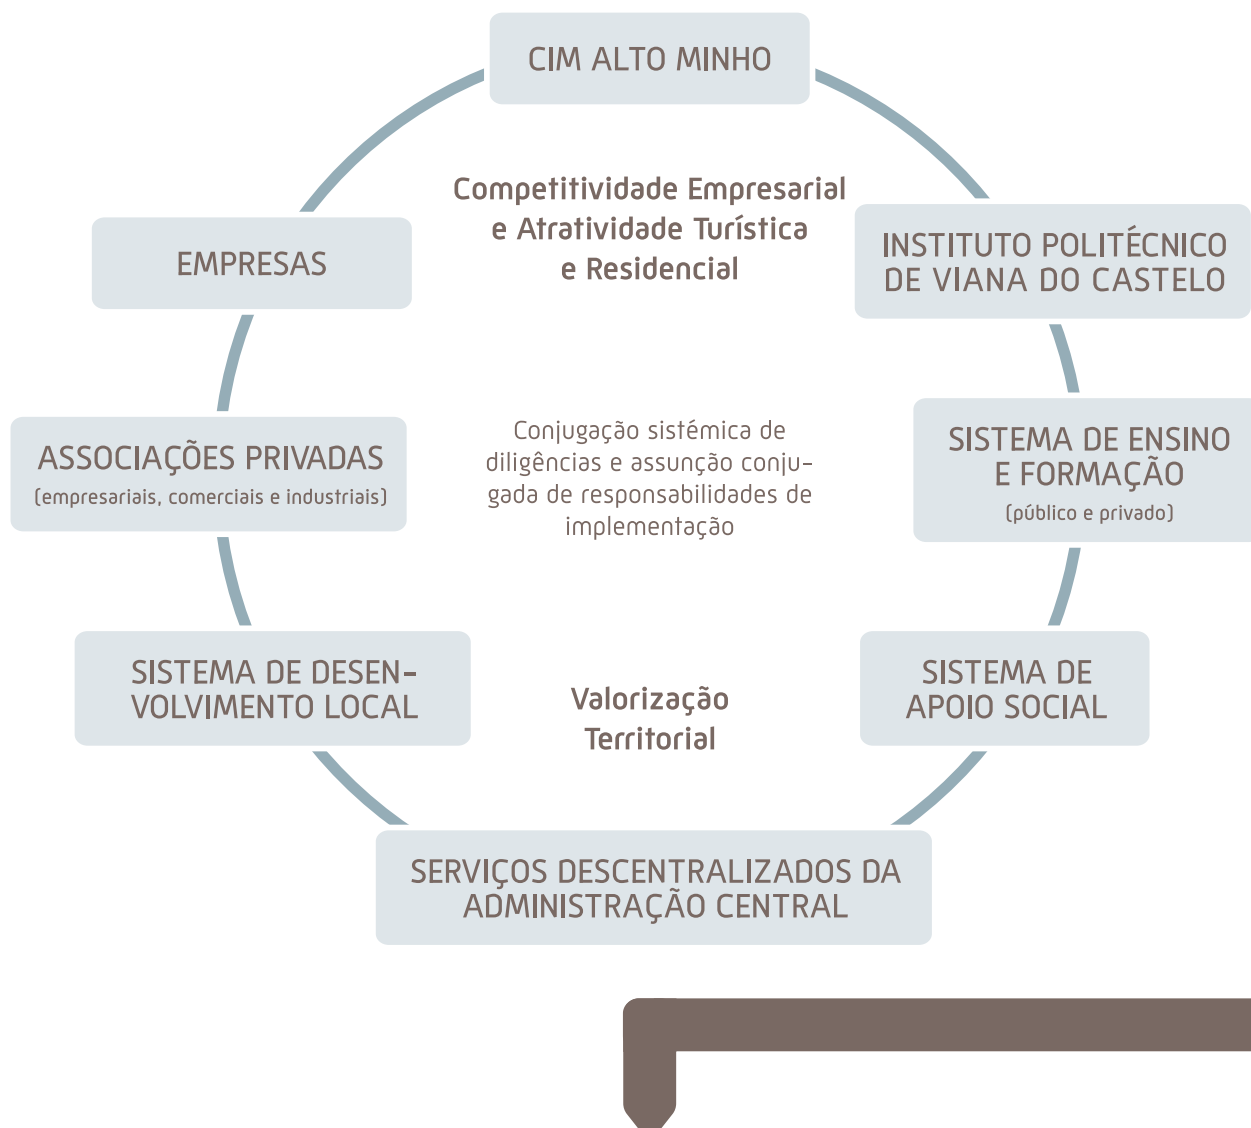 CIM ALTO MINHO
Competitividade Empresarial
e Atratividade Turística
e Residencial
EMPRESAS
INSTITUTO POLITÉCNICO
DE VIANA DO CASTELO
ASSOCIAÇÕES PRIVADAS
(empresariais, comerciais e industriais)
Conjugação sistémica de
diligências e assunção conju-
gada de responsabilidades de
implementação
SISTEMA DE ENSINO
E FORMAÇÃO
(público e privado)
SISTEMA DE DESEN-
VOLVIMENTO LOCAL
Valorização
Territorial
SISTEMA DE
APOIO SOCIAL
SERVIÇOS DESCENTRALIZADOS DA
ADMINISTRAÇÃO CENTRAL